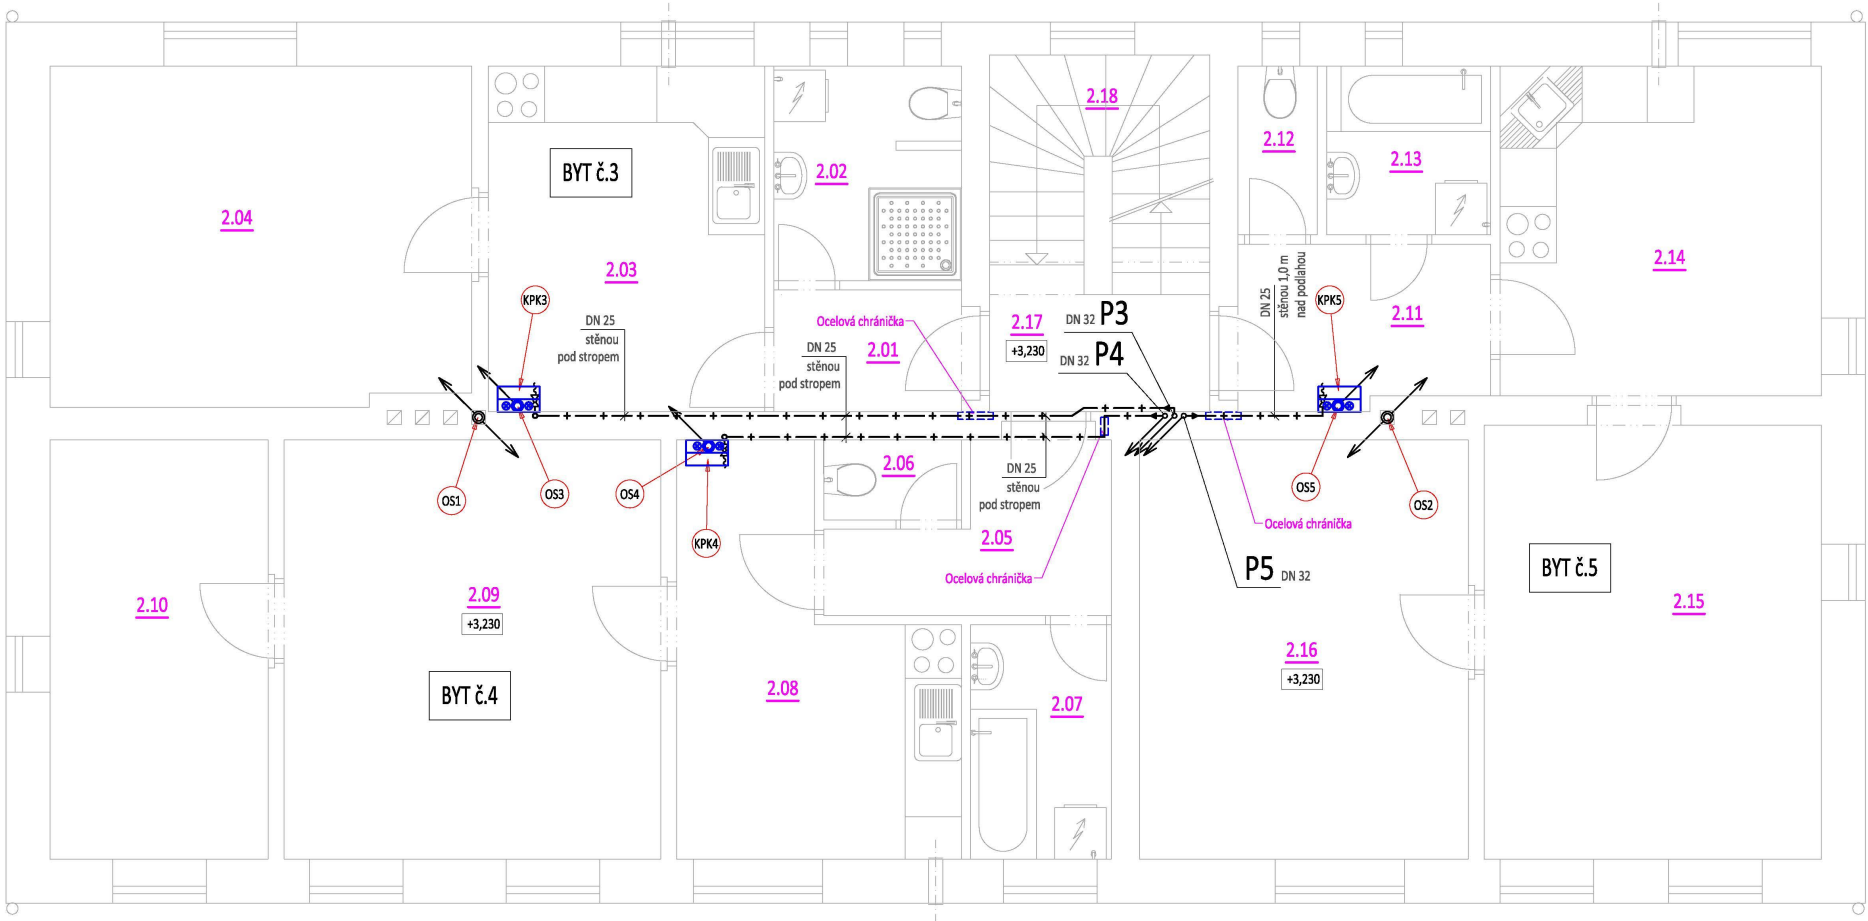 2.18
2.12
2.13
BYT č.3
2.02
2.04
2.03
2.14
DN 25
stěnou 1,0 m
nad podlahou
KPK3
KPK5
DN 25
stěnou
pod stropem
Ocelová chránička
2.17
+3,230
DN 32 P3
2.11
DN 25
stěnou
pod stropem
2.01
DN 32 P4
OS1
OS3
OS4
KPK4
2.06
DN 25
stěnou
pod stropem
2.05
Ocelová chránička
OS5
OS2
Ocelová chránička
P5 DN 32
BYT č.5
2.10
2.09
+3,230
2.15
2.16
+3,230
BYT č.4
2.08
2.07